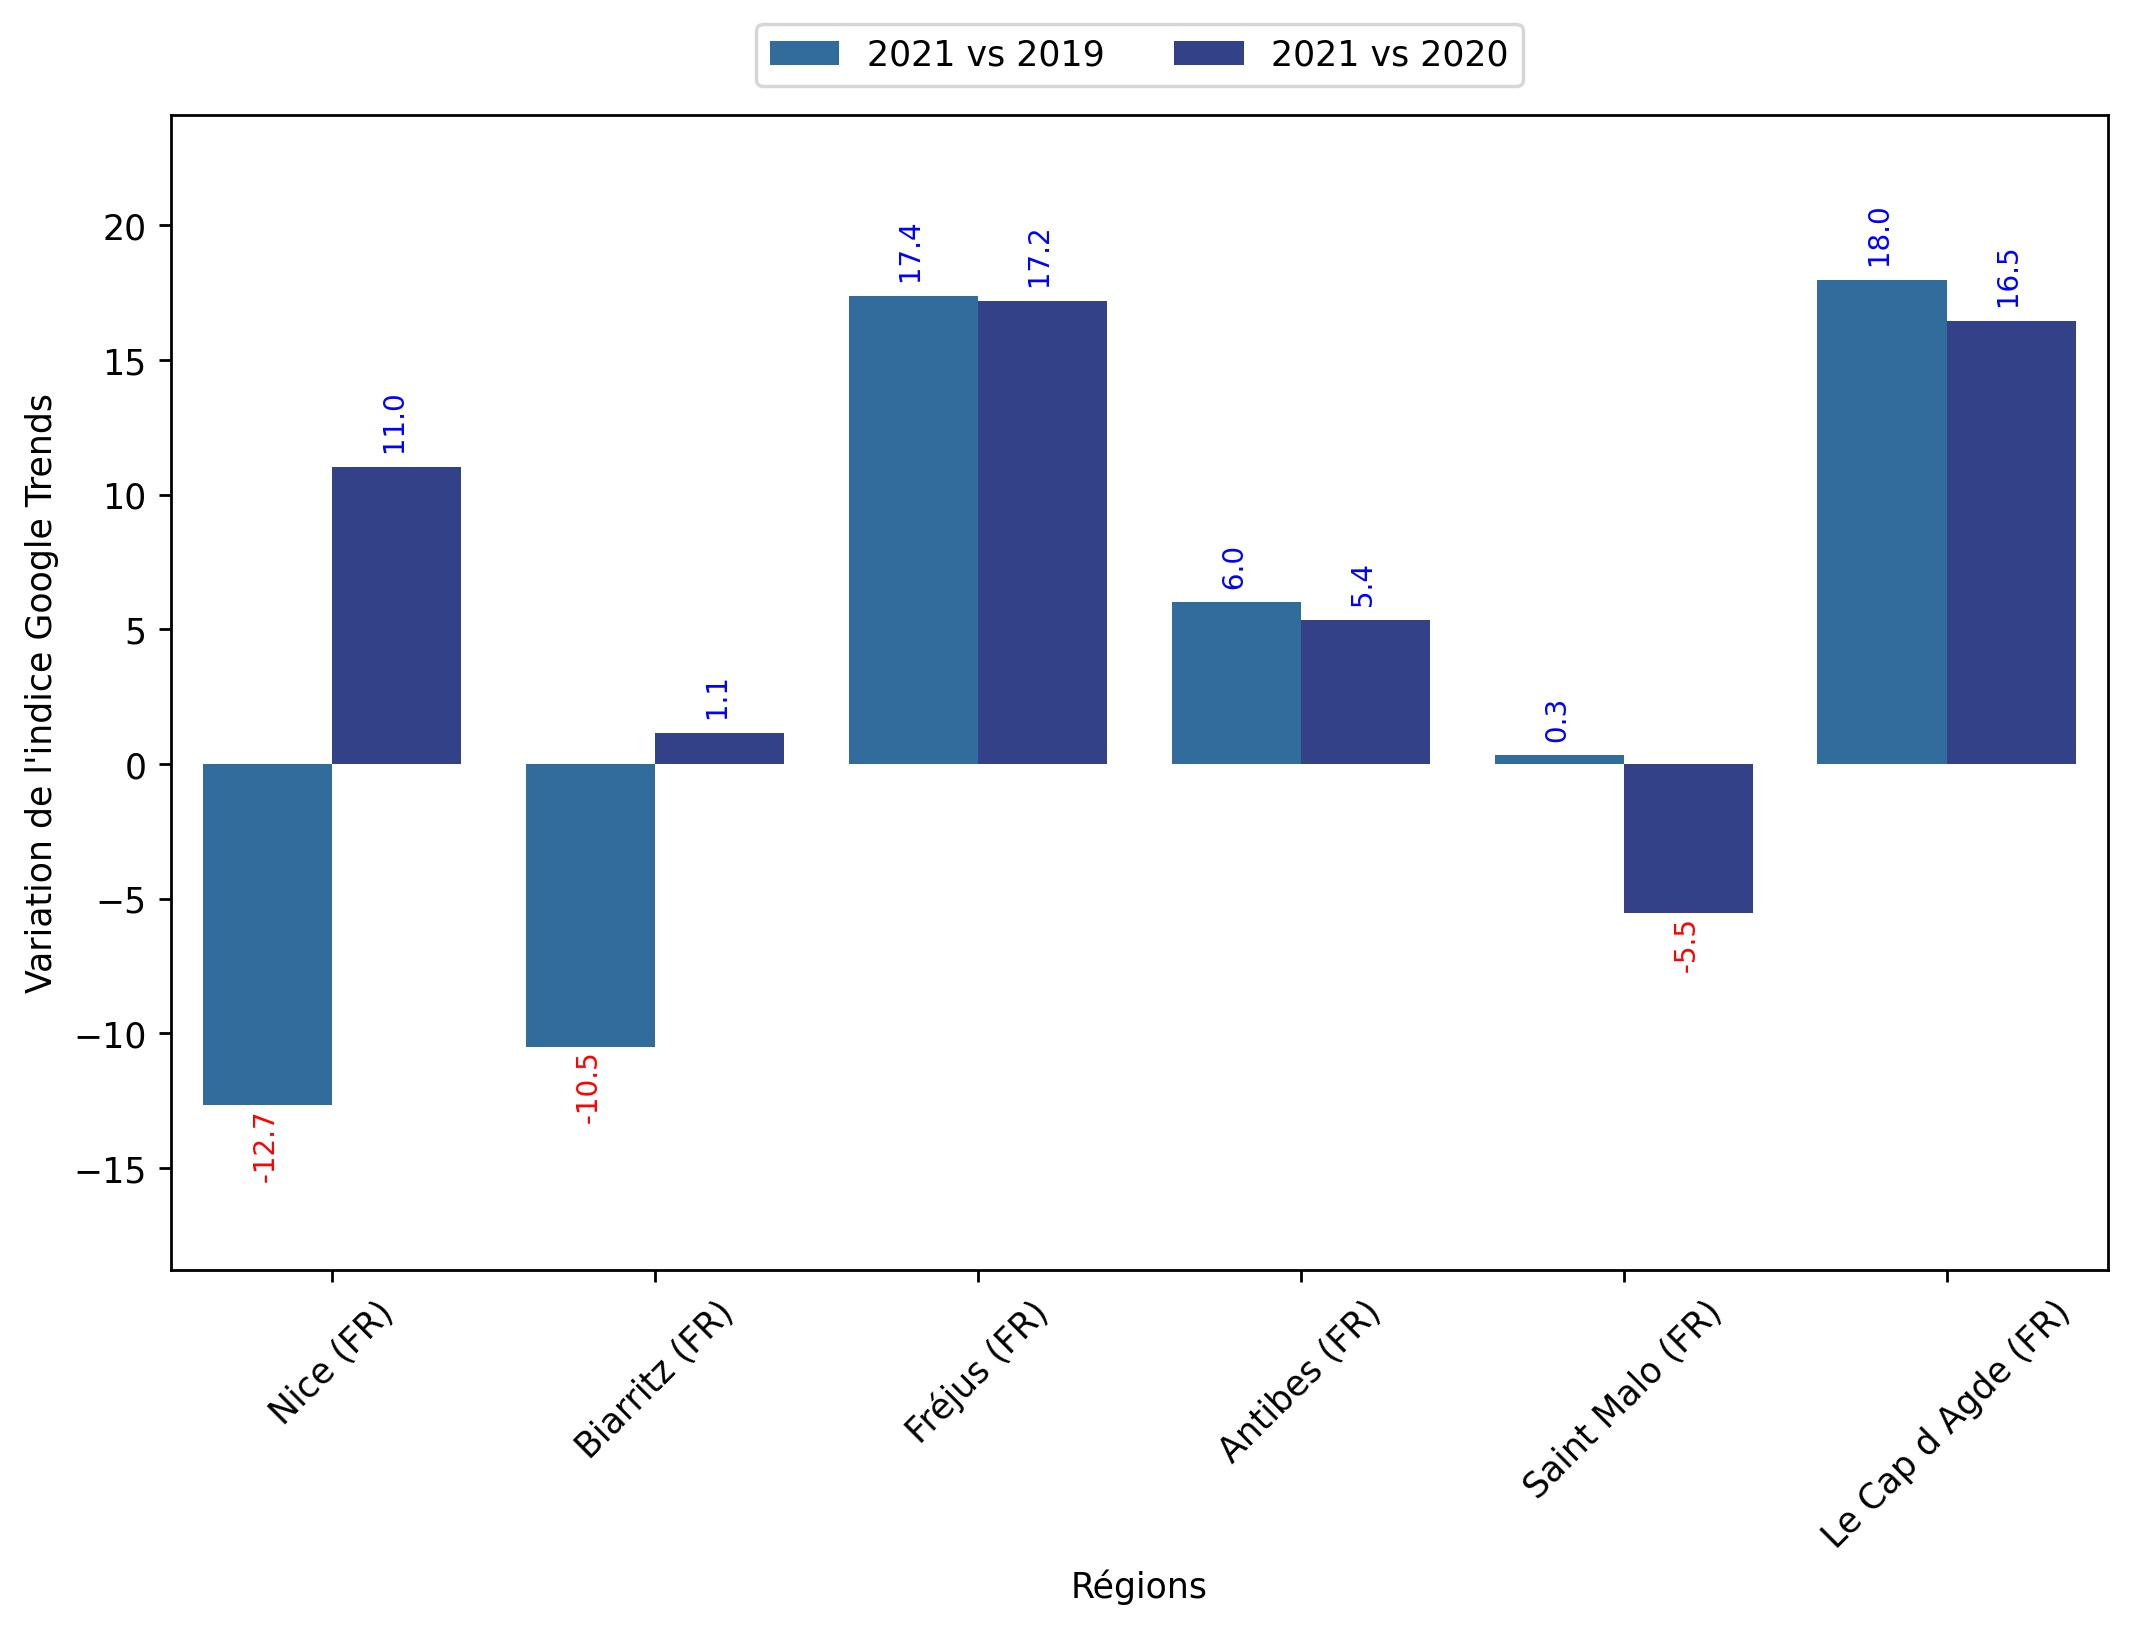 2021 vs 2019
2021 vs 2020
Variation de l'indice Google Trends
20
15
10
5
0
−5
−10
−15
-12.7
11.0
-10.5
1.1
17.4
17.2
6.0
5.4
0.3
-5.5
18.0
16.5
Nice (FR)
Biarritz (FR)
Fréjus (FR)
Antibes (FR)
Saint Malo (FR)
Le Cap d Agde (FR)
Régions